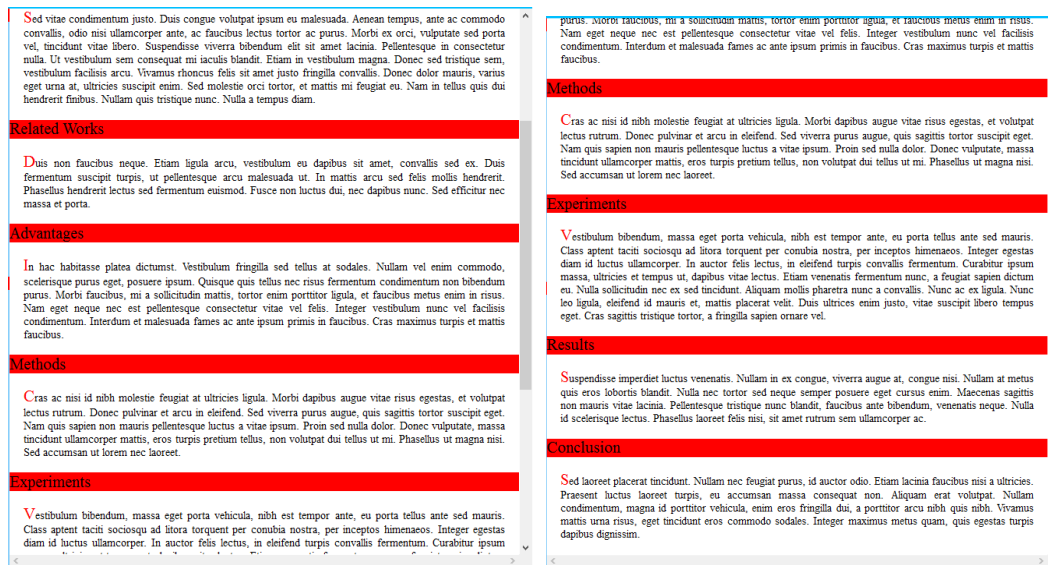 Sed vitae condimentum justo. Duis congue volutpat ipsum eu malesuada. Aenean tempus, ante ac commodo
convallis, odio nisi ullamcorper ante, ac faucibus lectus tortor ac purus. Morbi ex orci, vulputate sed porta
vel, tincidunt vitae libero. Suspendisse viverra bibendum elit sit amet lacinia. Pellentesque in consectetur
nulla. Ut vestibulum sem consequat mi iaculis blandit. Etiam in vestibulum magna. Donec sed tristique sem,
vestibulum facilisis arcu. Vivamus rhoncus felis sit amet justo fringilla convallis. Donec dolor mauris, varius
eget urna at, ultricies suscipit enim. Sed molestie orci tortor, et mattis mi feugiat eu. Nam in tellus quis dui
hendrerit finibus. Nullam quis tristique nunc. Nulla a tempus diam.
Related Works
Duis non faucibus neque. Etiam ligula arcu, vestibulum eu dapibus sit amet, convallis sed ex. Duis
fermentum suscipit turpis, ut pellentesque arcu malesuada ut. In mattis arcu sed felis mollis hendrerit.
Phasellus hendrerit lectus sed fermentum euismod. Fusce non luctus dui, nec dapibus nunc. Sed efficitur nec
massa et porta.
Advantages
In hac habitasse platea dictumst. Vestibulum fringilla sed tellus at sodales. Nullam vel enim commodo,
scelerisque purus eget, posuere ipsum. Quisque quis tellus nec risus fermentum condimentum non bibendum
purus. Morbi faucibus, mi a sollicitudin mattis, tortor enim porttitor ligula, et faucibus metus enim in risus.
Nam eget neque nec est pellentesque consectetur vitae vel felis. Integer vestibulum nunc vel facilisis
condimentum. Interdum et malesuada fames ac ante ipsum primis in faucibus. Cras maximus turpis et mattis
faucibus.
Methods
Cras ac nisi id nibh molestie feugiat at ultricies ligula. Morbi dapibus augue vitae risus egestas, et volutpat
lectus rutrum. Donec pulvinar et arcu in eleifend. Sed viverra purus augue, quis sagittis tortor suscipit eget.
Nam quis sapien non mauris pellentesque luctus a vitae ipsum. Proin sed nulla dolor. Donec vulputate, massa
tincidunt ullamcorper mattis, eros turpis pretium tellus, non volutpat dui tellus ut mi. Phasellus ut magna nisi.
Sed accumsan ut lorem nec laoreet.
Experiments
Vestibulum bibendum, massa eget porta vehicula, nibh est tempor ante, eu porta tellus ante sed mauris.
Class aptent taciti sociosqu ad litora torquent per conubia nostra, per inceptos himenaeos. Integer egestas
diam id luctus ullamcorper. In auctor felis lectus, in eleifend turpis convallis fermentum. Curabitur ipsum
purus. Morbi faucibus, mi a sollicitudin mattis, tortor enim porttitor ligula, et faucibus metus enim in risus.
Nam eget neque nec est pellentesque consectetur vitae vel felis. Integer vestibulum nunc vel facilisis
condimentum. Interdum et malesuada fames ac ante ipsum primis in faucibus. Cras maximus turpis et mattis
faucibus.
Methods
Cras ac nisi id nibh molestie feugiat at ultricies ligula. Morbi dapibus augue vitae risus egestas, et volutpat
lectus rutrum. Donec pulvinar et arcu in eleifend. Sed viverra purus augue, quis sagittis tortor suscipit eget.
Nam quis sapien non mauris pellentesque luctus a vitae ipsum. Proin sed nulla dolor. Donec vulputate, massa
tincidunt ullamcorper mattis, eros turpis pretium tellus, non volutpat dui tellus ut mi. Phasellus ut magna nisi.
Sed accumsan ut lorem nec laoreet.
Experiments
Vestibulum bibendum, massa eget porta vehicula, nibh est tempor ante, eu porta tellus ante sed mauris.
Class aptent taciti sociosqu ad litora torquent per conubia nostra, per inceptos himenaeos. Integer egestas
diam id luctus ullamcorper. In auctor felis lectus, in eleifend turpis convallis fermentum. Curabitur ipsum
massa, ultricies et tempus ut, dapibus vitae lectus. Etiam venenatis fermentum nunc, a feugiat sapien dictum
eu. Nulla sollicitudin nec ex sed tincidunt. Aliquam mollis pharetra nunc a convallis. Nunc ac ex ligula. Nunc
leo ligula, eleifend id mauris et, mattis placerat velit. Duis ultrices enim justo, vitae suscipit libero tempus
eget. Cras sagittis tristique tortor, a fringilla sapien ornare vel.
Results
Suspendisse imperdiet luctus venenatis. Nullam in ex congue, viverra augue at, congue nisi. Nullam at metus
quis eros lobortis blandit. Nulla nec tortor sed neque semper posuere eget cursus enim. Maecenas sagittis
non mauris vitae lacinia. Pellentesque tristique nunc blandit, faucibus ante bibendum, venenatis neque. Nulla
id scelerisque lectus. Phasellus laoreet felis nisi, sit amet rutrum sem ullamcorper ac.
Conclusion
Sed laoreet placerat tincidunt. Nullam nec feugiat purus, id auctor odio. Etiam lacinia faucibus nisi a ultricies.
Praesent luctus laoreet turpis, eu accumsan massa consequat non. Aliquam erat volutpat. Nullam
condimentum, magna id porttitor vehicula, enim eros fringilla dui, a porttitor arcu nibh quis nibh. Vivamus
mattis urna risus, eget tincidunt eros commodo sodales. Integer maximus metus quam, quis egestas turpis
dapibus dignissim.